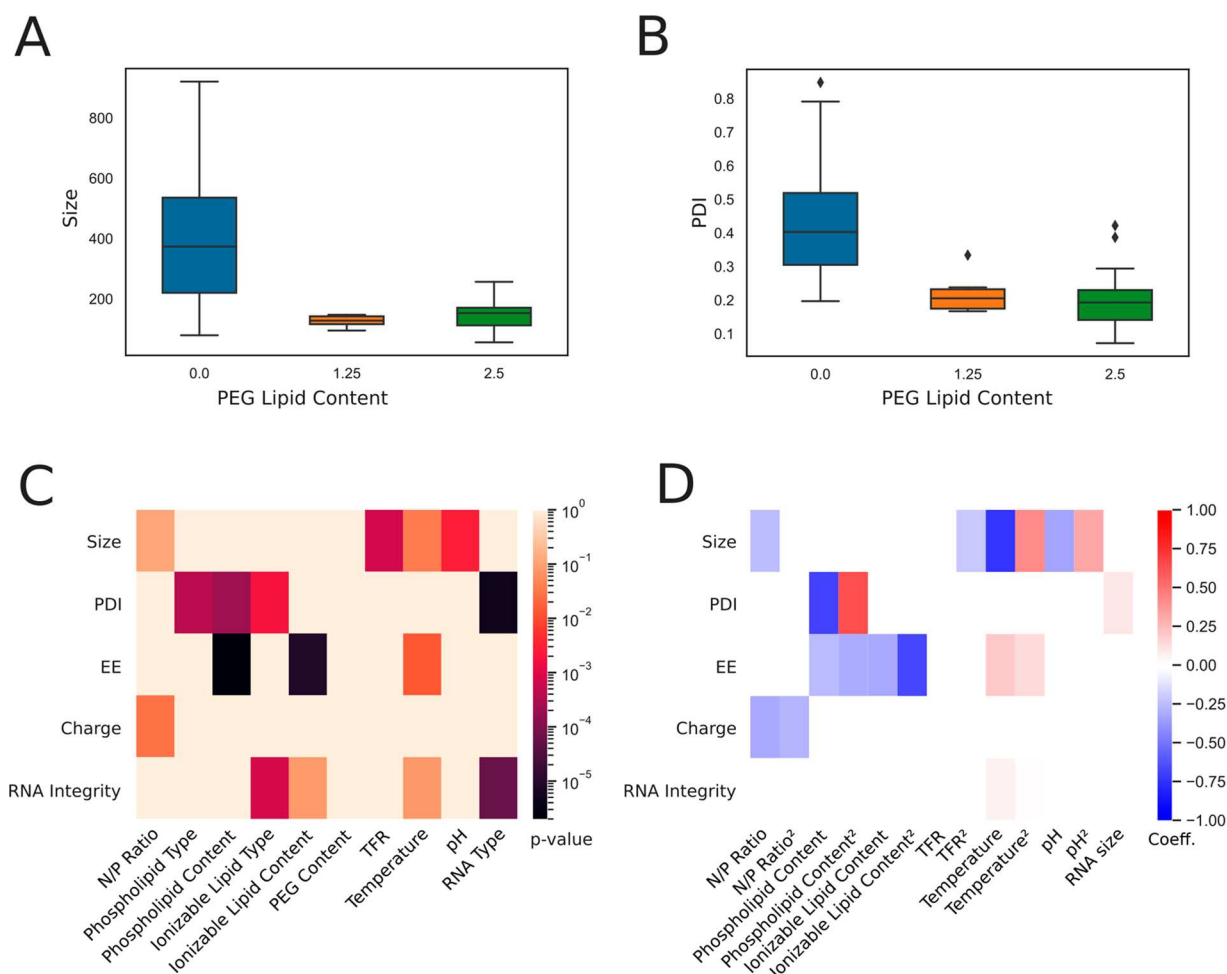 A
B
Size
800
600
400
200
0.0
1.25
2.5
PEG Lipid Content
PDI
0.8
0.7
0.6
0.5
0.4
0.3
0.2
0.1
0.0
1.25
2.5
PEG Lipid Content
C
D
Size
PDI
EE
Charge
RNA Integrity
N/P Ratio
Phospholipid Type
Phospholipid Content
Ionizable Lipid Type
Ionizable Lipid Content
PEG Content
TFR
Temperature
pH
RNA Type
10⁰
10⁻¹
10⁻²
10⁻³
10⁻⁴
10⁻⁵
p-value
Size
PDI
EE
Charge
RNA Integrity
N/P Ratio
N/P Ratio²
Phospholipid Content
Phospholipid Content²
Ionizable Lipid Content
Ionizable Lipid Content²
TFR
TFR²
Temperature
Temperature²
pH
pH²
RNA size
1.00
0.75
0.50
0.25
0.00
−0.25
−0.50
−0.75
−1.00
Coeff.